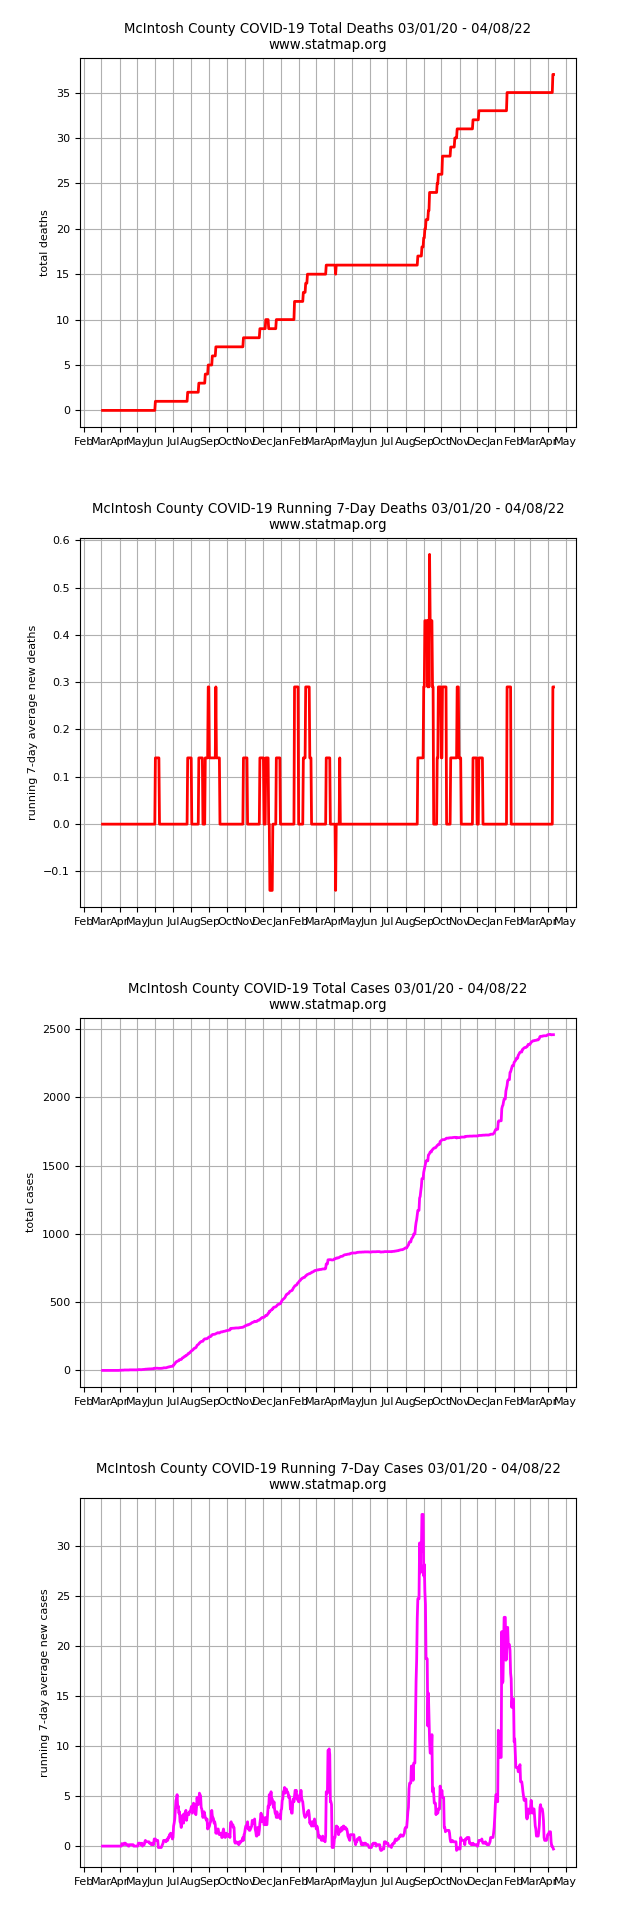 McIntosh County COVID-19 Total Deaths 03/01/20 - 04/08/22
www.statmap.org
total deaths
35
30
25
20
15
10
5
0
Feb Mar Apr May Jun Jul Aug Sep Oct Nov Dec Jan Feb Mar Apr May Jun Jul Aug Sep Oct Nov Dec Jan Feb Mar Apr May
McIntosh County COVID-19 Running 7-Day Deaths 03/01/20 - 04/08/22
www.statmap.org
running 7-day average new deaths
0.6
0.5
0.4
0.3
0.2
0.1
0.0
−0.1
Feb Mar Apr May Jun Jul Aug Sep Oct Nov Dec Jan Feb Mar Apr May Jun Jul Aug Sep Oct Nov Dec Jan Feb Mar Apr May
McIntosh County COVID-19 Total Cases 03/01/20 - 04/08/22
www.statmap.org
total cases
2500
2000
1500
1000
500
0
Feb Mar Apr May Jun Jul Aug Sep Oct Nov Dec Jan Feb Mar Apr May Jun Jul Aug Sep Oct Nov Dec Jan Feb Mar Apr May
McIntosh County COVID-19 Running 7-Day Cases 03/01/20 - 04/08/22
www.statmap.org
running 7-day average new cases
30
25
20
15
10
5
0
Feb Mar Apr May Jun Jul Aug Sep Oct Nov Dec Jan Feb Mar Apr May Jun Jul Aug Sep Oct Nov Dec Jan Feb Mar Apr May